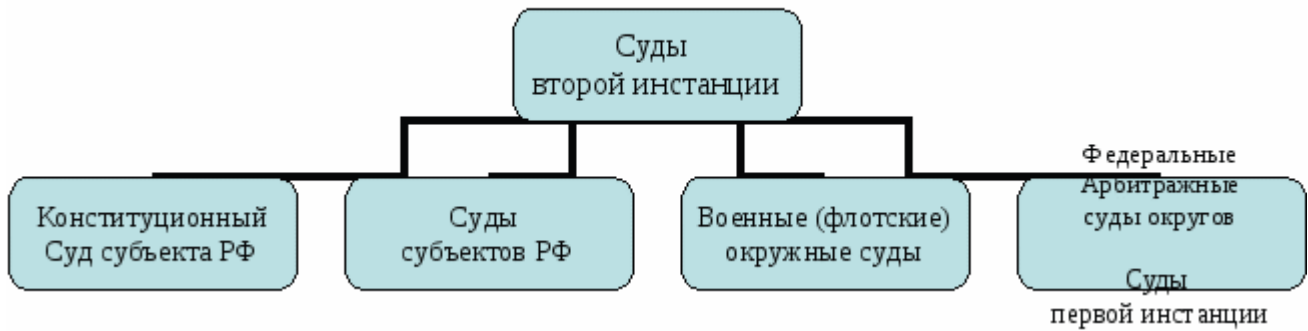 Суды
второй инстанции
Конституционный
Суд субъекта РФ
Суды
субъектов РФ
Военные (флотские)
окружные суды
Федеральные
Арбитражные
суды округов
Суды
первой инстанции